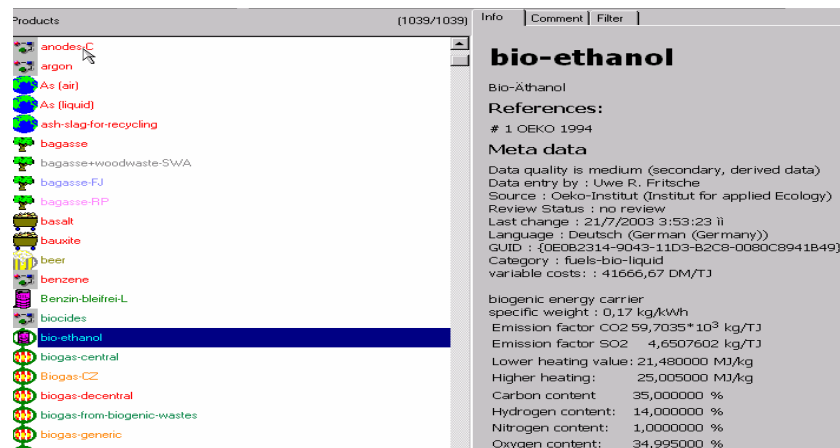 Products (1039/1039)
anodes-C
argon
As (air)
As (liquid)
ash-slag-for-recycling
bagasse
bagasse+woodwaste-SWA
bagasse-FJ
bagasse-RP
basalt
bauxite
beer
benzene
Benzin-bleifrei-L
biocides
bio-ethanol
biogas-central
Biogas-CZ
biogas-decentral
biogas-from-biogenic-wastes
biogas-generic
Info Comment Filter
bio-ethanol
Bio-Äthanol
References:
# 1 OEKO 1994
Meta data
Data quality is medium (secondary, derived data)
Data entry by : Uwe R. Fritsche
Source : Oeko-Institut (Institut for applied Ecology)
Review Status : no review
Last change : 21/7/2003 3:53:23 ìì
Language : Deutsch (German (Germany))
GUID : {0E0B2314-9043-11D3-B2C8-0080C8941B49}
Category : fuels-bio-liquid
variable costs: : 41666,67 DM/TJ
biogenic energy carrier
specific weight : 0,17 kg/kWh
Emission factor CO2 59,7035*10³ kg/TJ
Emission factor SO2 4,6507602 kg/TJ
Lower heating value: 21,480000 MJ/kg
Higher heating: 25,005000 MJ/kg
Carbon content 35,000000 %
Hydrogen content: 14,000000 %
Nitrogen content: 1,0000000 %
Oxygen content: 34,995000 %